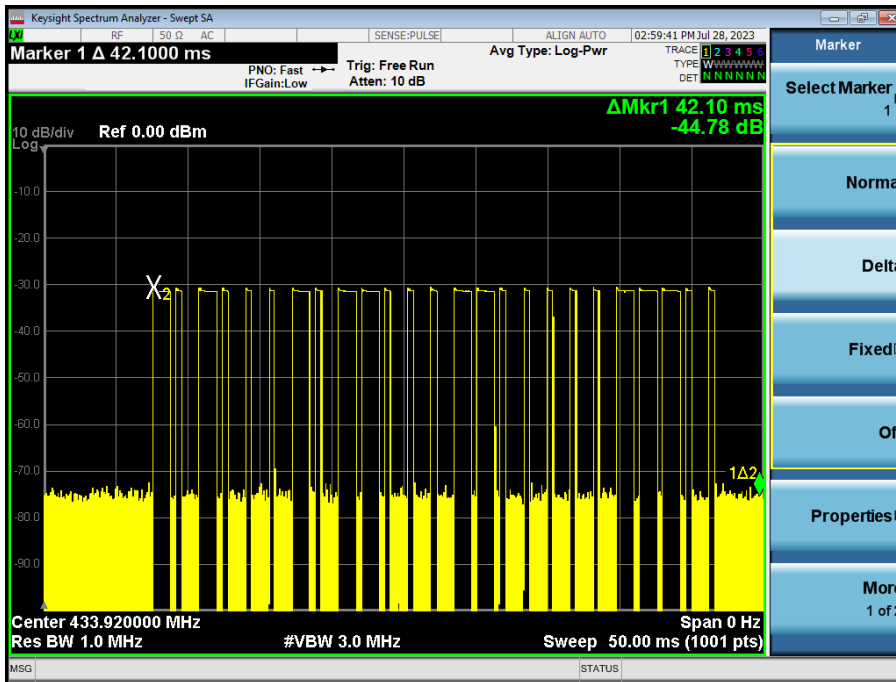 Keysight Spectrum Analyzer - Swept SA
LXI RF 50 Ω AC SENSE:PULSE ALIGN AUTO 02:59:41 PM Jul 28, 2023
Marker 1 Δ 42.1000 ms
PNO: Fast
IFGain:Low
Trig: Free Run
Atten: 10 dB
Avg Type: Log-Pwr
TRACE 1 2 3 4 5 6
TYPE WWWWWW
DET N N N N N N
ΔMkr1 42.10 ms
-44.78 dB
10 dB/div Ref 0.00 dBm
Log
-10.0
-20.0
-30.0
-40.0
-50.0
-60.0
-70.0
-80.0
-90.0
X2
1Δ2
Center 433.920000 MHz Span 0 Hz
Res BW 1.0 MHz #VBW 3.0 MHz Sweep 50.00 ms (1001 pts)
MSG STATUS
Marker
Select Marker
1
Norma
Delta
Fixed
Of
Properties
More
1 of 2